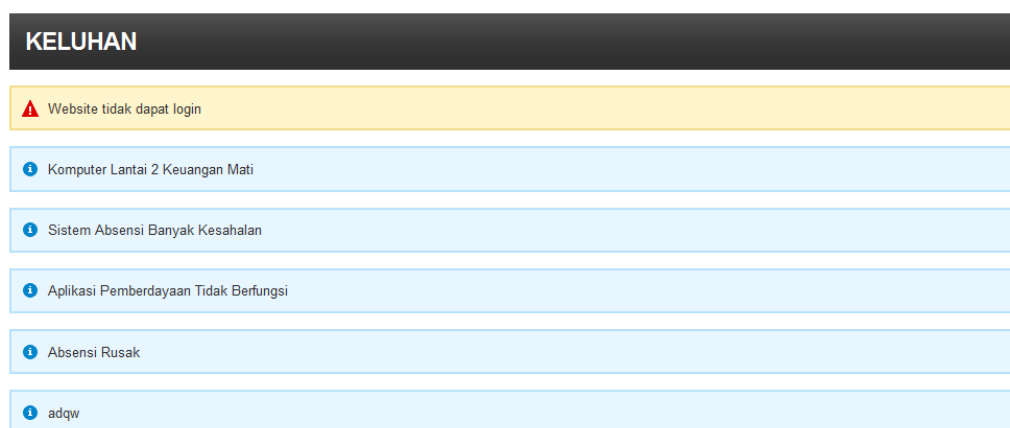 KELUHAN
Website tidak dapat login
Komputer Lantai 2 Keuangan Mati
Sistem Absensi Banyak Kesahalan
Aplikasi Pemberdayaan Tidak Berfungsi
Absensi Rusak
adqw